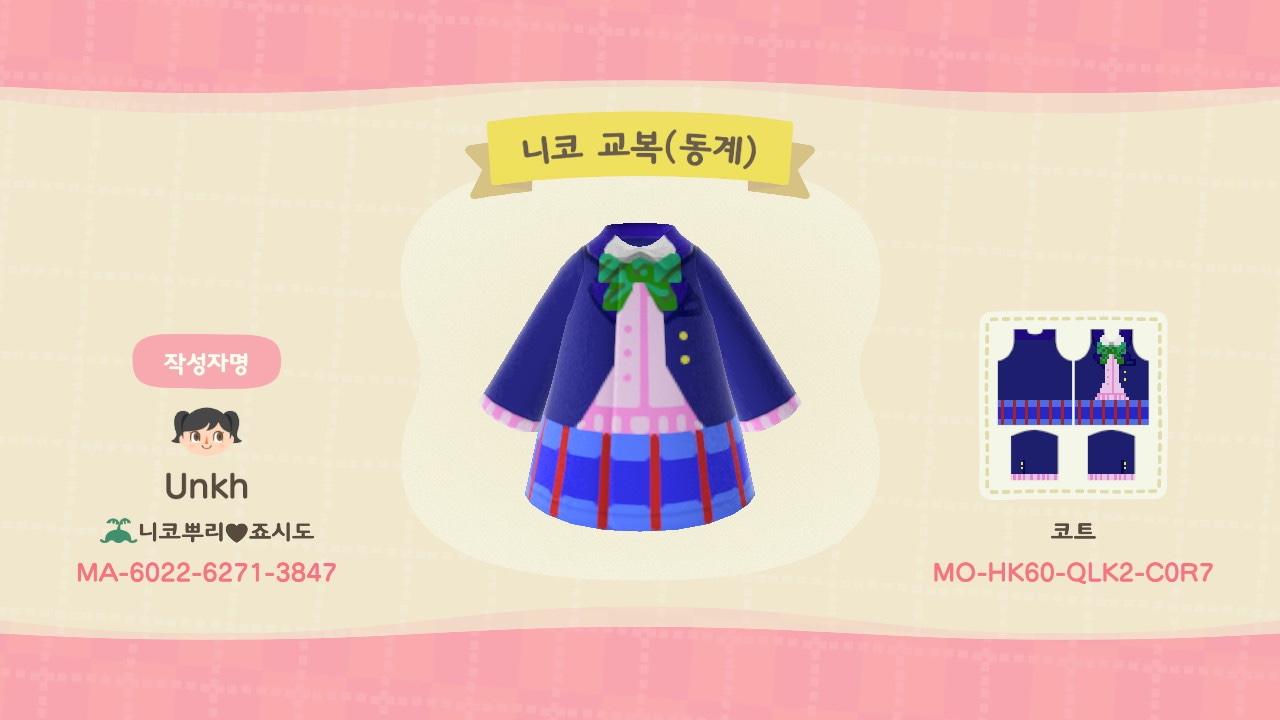 니코 교복(동계)
작성자명
Unkh
니코뿌리♥죠시도
MA-6022-6271-3847
코트
MO-HK60-QLK2-C0R7